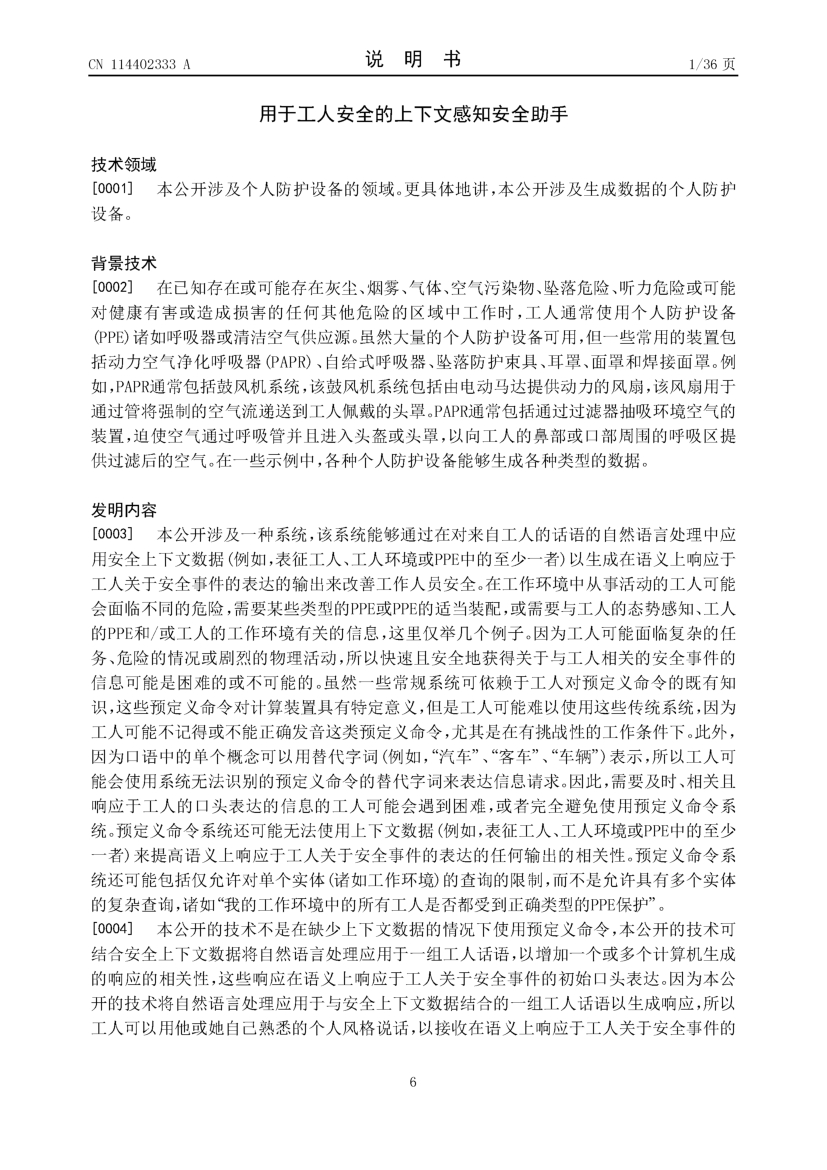 CN 114402333 A
说 明 书
1/36 页
用于工人安全的上下文感知安全助手
技术领域
[0001] 本公开涉及个人防护设备的领域。更具体地讲,本公开涉及生成数据的个人防护
设备。
背景技术
[0002] 在已知存在或可能存在灰尘、烟雾、气体、空气污染物、坠落危险、听力危险或可能
对健康有害或造成损害的任何其他危险的区域中工作时,工人通常使用个人防护设备
(PPE)诸如呼吸器或清洁空气供应源。虽然大量的个人防护设备可用,但一些常用的装置包
括动力空气净化呼吸器(PAPR)、自给式呼吸器、坠落防护束具、耳罩、面罩和焊接面罩。例
如,PAPR通常包括鼓风机系统,该鼓风机系统包括由电动马达提供动力的风扇,该风扇用于
通过管将强制的空气流递送到工人佩戴的头罩。PAPR通常包括通过过滤器抽吸环境空气的
装置,迫使空气通过呼吸管并且进入头盔或头罩,以向工人的鼻部或口部周围的呼吸区提
供过滤后的空气。在一些示例中,各种个人防护设备能够生成各种类型的数据。
发明内容
[0003] 本公开涉及一种系统,该系统能够通过在对来自工人的话语的自然语言处理中应
用安全上下文数据(例如,表征工人、工人环境或PPE中的至少一者)以生成在语义上响应于
工人关于安全事件的表达的输出来改善工作人员安全。在工作环境中从事活动的工人可能
会面临不同的危险,需要某些类型的PPE或PPE的适当装配,或需要与工人的态势感知、工人
的PPE和/或工人的工作环境有关的信息,这里仅举几个例子。因为工人可能面临复杂的任
务、危险的情况或剧烈的物理活动,所以快速且安全地获得关于与工人相关的安全事件的
信息可能是困难的或不可能的。虽然一些常规系统可依赖于工人对预定义命令的既有知
识,这些预定义命令对计算装置具有特定意义,但是工人可能难以使用这些传统系统,因为
工人可能不记得或不能正确发音这类预定义命令,尤其是在有挑战性的工作条件下。此外,
因为口语中的单个概念可以用替代字词(例如,“汽车”、“客车”、“车辆”)表示,所以工人可
能会使用系统无法识别的预定义命令的替代字词来表达信息请求。因此,需要及时、相关且
响应于工人的口头表达的信息的工人可能会遇到困难,或者完全避免使用预定义命令系
统。预定义命令系统还可能无法使用上下文数据(例如,表征工人、工人环境或PPE中的至少
一者)来提高语义上响应于工人关于安全事件的表达的任何输出的相关性。预定义命令系
统还可能包括仅允许对单个实体(诸如工作环境)的查询的限制,而不是允许具有多个实体
的复杂查询,诸如“我的工作环境中的所有工人是否都受到正确类型的PPE保护”。
[0004] 本公开的技术不是在缺少上下文数据的情况下使用预定义命令,本公开的技术可
结合安全上下文数据将自然语言处理应用于一组工人话语,以增加一个或多个计算机生成
的响应的相关性,这些响应在语义上响应于工人关于安全事件的初始口头表达。因为本公
开的技术将自然语言处理应用于与安全上下文数据结合的一组工人话语以生成响应,所以
工人可以用他或她自己熟悉的个人风格说话,以接收在语义上响应于工人关于安全事件的
6